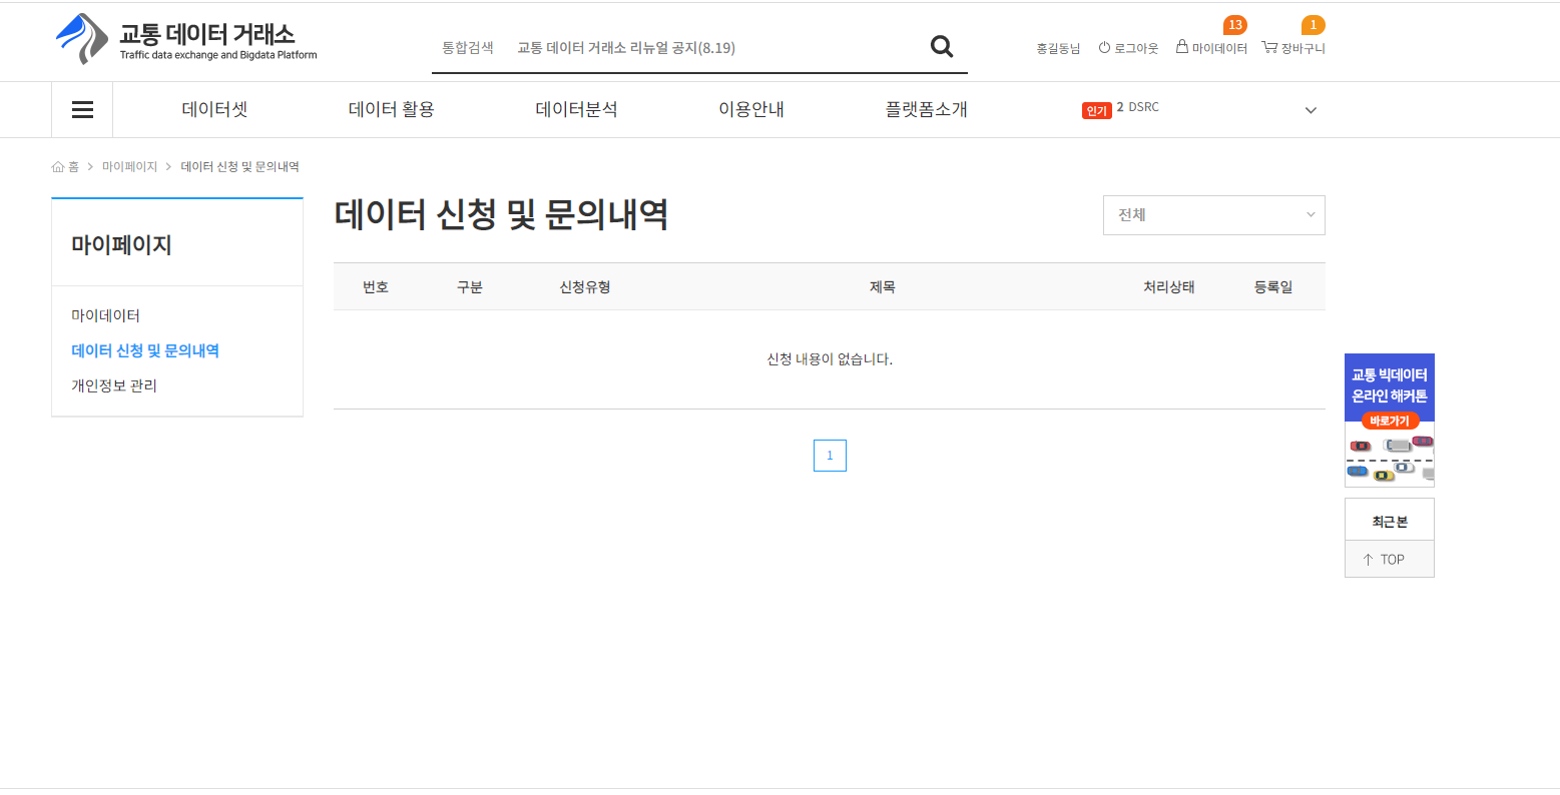 교통 데이터 거래소
Traffic data exchange and Bigdata Platform
통합검색 교통 데이터 거래소 리뉴얼 공지(8.19)
13
1
홍길동님 로그아웃 마이데이터 장바구니
데이터셋 데이터 활용 데이터분석 이용안내 플랫폼소개 인기 2 DSRC
홈 > 마이페이지 > 데이터 신청 및 문의내역
마이페이지
마이데이터
데이터 신청 및 문의내역
개인정보 관리
데이터 신청 및 문의내역
전체
번호 구분 신청유형 제목 처리상태 등록일
신청 내용이 없습니다.
1
교통 빅데이터
온라인 해커톤
바로가기
최근 본
TOP